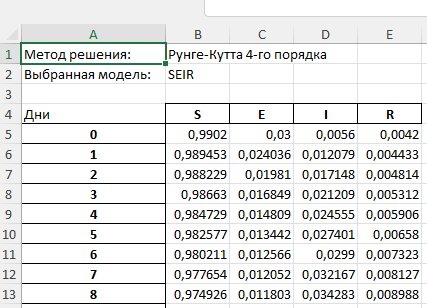 A B C D E
1 Метод решения: Рунге-Кутта 4-го порядка
2 Выбранная модель: SEIR
3
4 Дни S E I R
5 0 0,9902 0,03 0,0056 0,0042
6 1 0,989453 0,024036 0,012079 0,004433
7 2 0,988229 0,01981 0,017148 0,004814
8 3 0,98663 0,016849 0,021209 0,005312
9 4 0,984729 0,014809 0,024555 0,005906
10 5 0,982577 0,013442 0,027401 0,00658
11 6 0,980211 0,012566 0,0299 0,007323
12 7 0,977654 0,012052 0,032167 0,008127
13 8 0,974926 0,011803 0,034283 0,008988